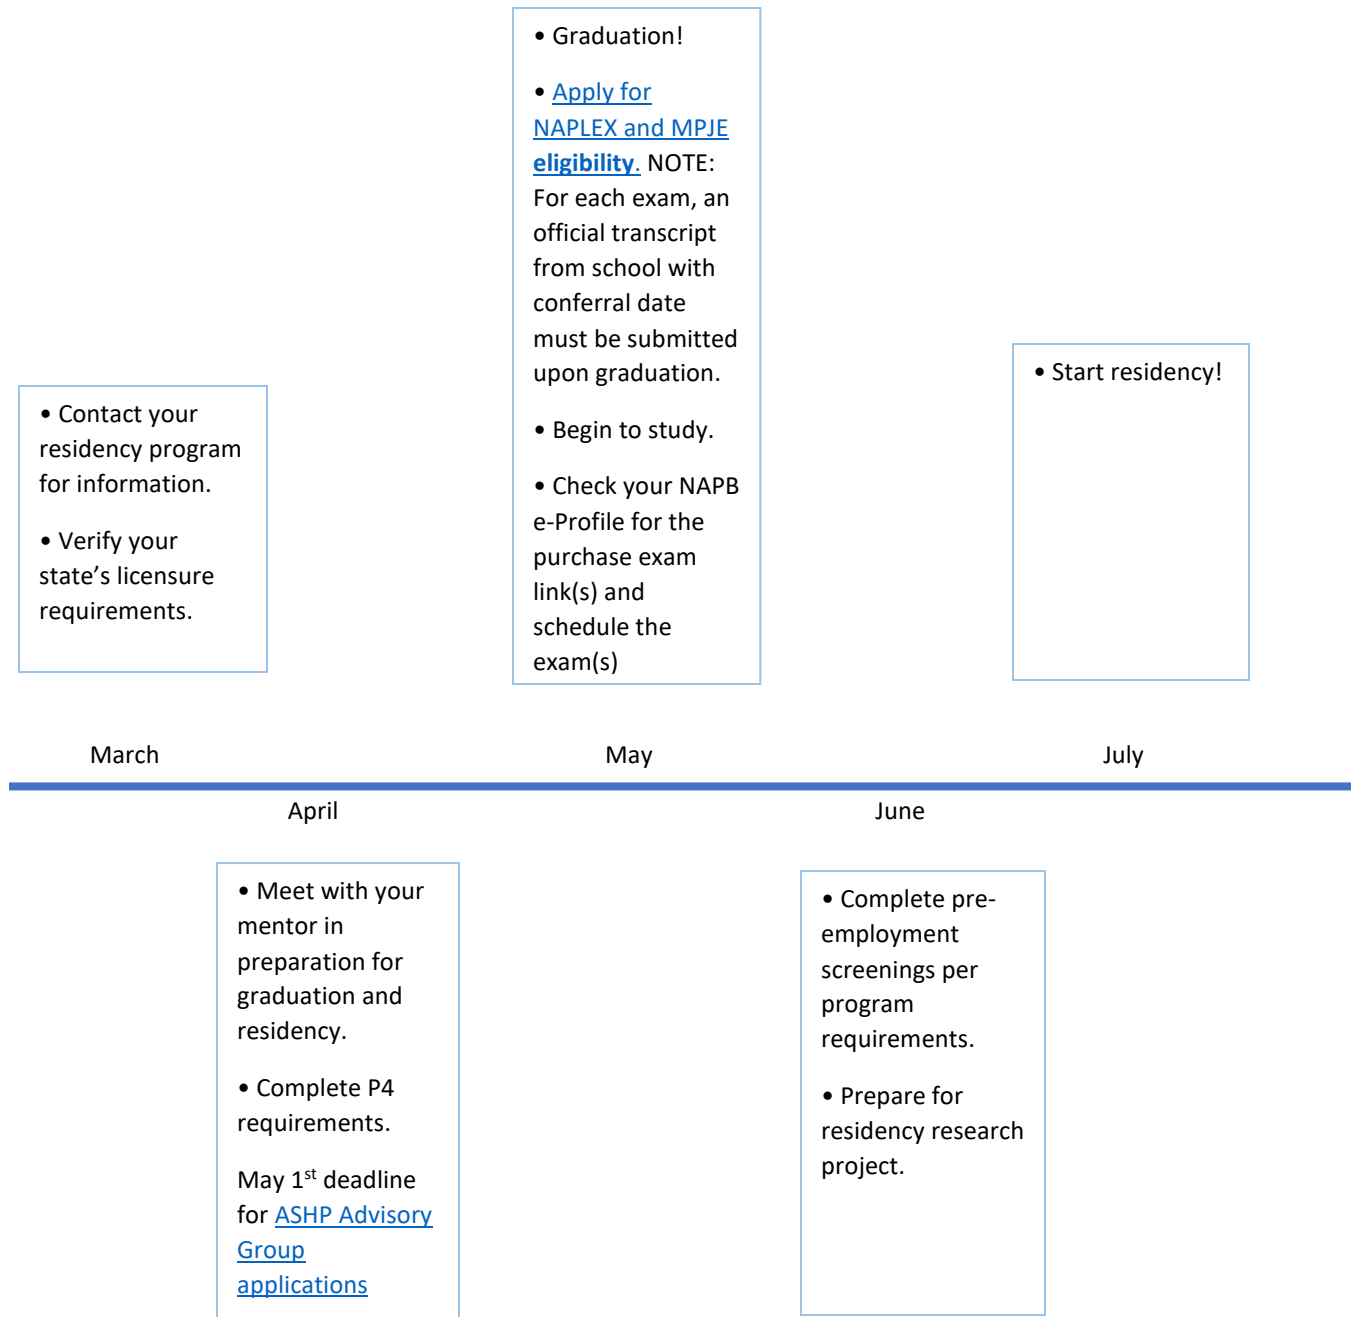 • Graduation!
• Apply for
NAPLEX and MPJE
eligibility. NOTE:
For each exam, an
official transcript
from school with
conferral date
must be submitted
upon graduation.
• Begin to study.
• Check your NAPB
e-Profile for the
purchase exam
link(s) and
schedule the
exam(s)
• Start residency!
• Contact your
residency program
for information.
• Verify your
state’s licensure
requirements.
March
May
July
April
June
• Meet with your
mentor in
preparation for
graduation and
residency.
• Complete P4
requirements.
May 1st deadline
for ASHP Advisory
Group
applications
• Complete pre-
employment
screenings per
program
requirements.
• Prepare for
residency research
project.